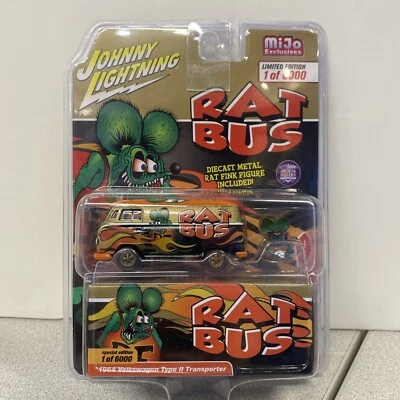 JOHNNY
LIGHTNING
MiJo
Exclusives
LIMITED EDITION
1 of 6000
RAT
BUS
DIECAST METAL
RAT FINK FIGURE
INCLUDED!
RAT
BUS
RAT
BUS
special edition
1 of 6000
1964 Volkswagen Type II Transporter